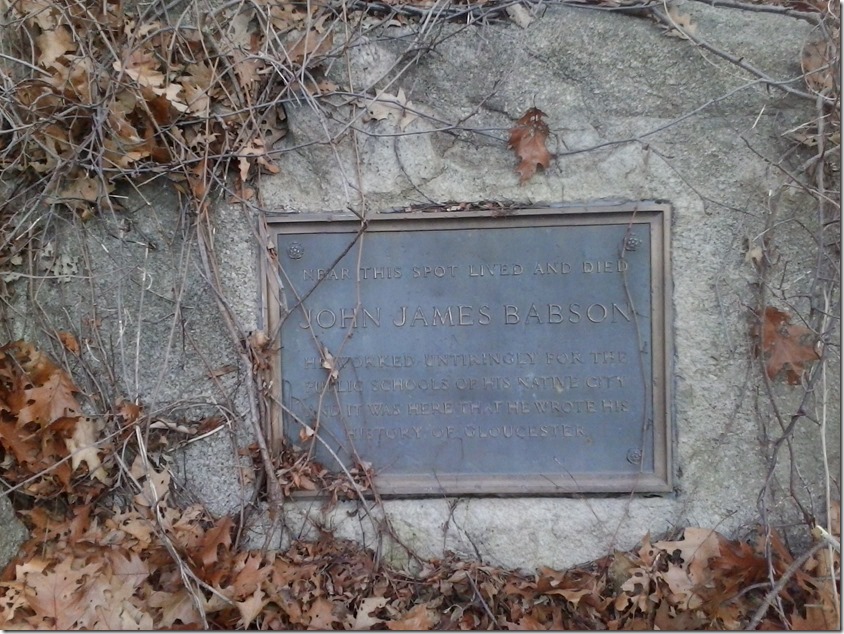 NEAR THIS SPOT LIVED AND DIED
JOHN JAMES BABSON
HE WORKED UNTIRINGLY FOR THE
PUBLIC SCHOOLS OF HIS NATIVE CITY
AND IT WAS HERE THAT HE WROTE HIS
HISTORY OF GLOUCESTER